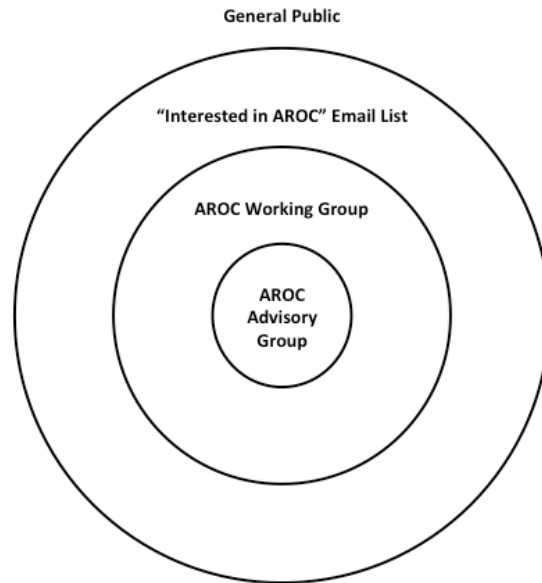 General Public
“Interested in AROC” Email List
AROC Working Group
AROC
Advisory
Group